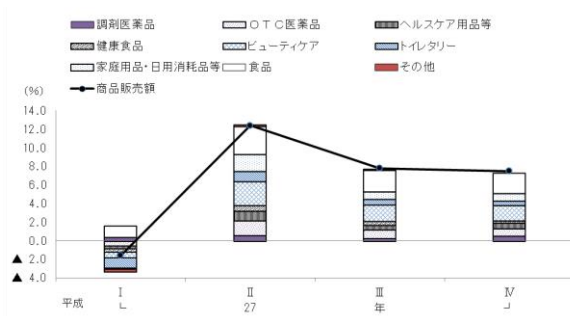 調剤医薬品 ＯＴＣ医薬品 ヘルスケア用品等
健康食品 ビューティケア トイレタリー
家庭用品・日用消耗品等 食品 その他
商品販売額
(%)
14.0
12.0
10.0
8.0
6.0
4.0
2.0
0.0
▲ 2.0
▲ 4.0
Ⅰ Ⅱ Ⅲ Ⅳ
平成 27 年